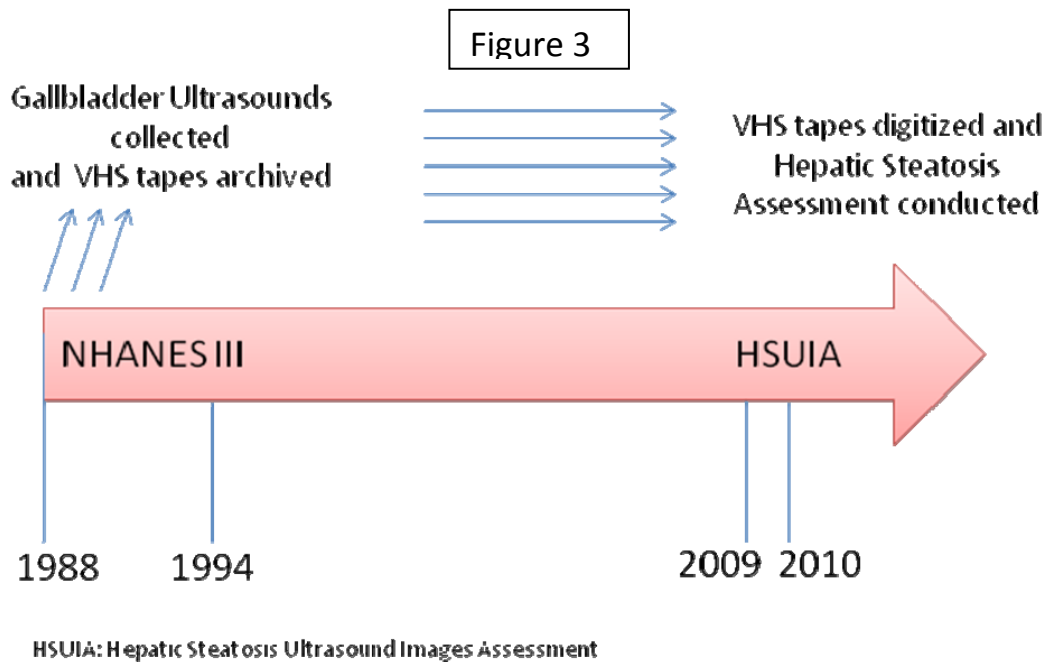 Figure 3
Gallbladder Ultrasounds
collected
and VHS tapes archived
VHS tapes digitized and
Hepatic Steatosis
Assessment conducted
NHANES III
HSUIA
1988
1994
2009
2010
HSUIA: Hepatic Steatosis Ultrasound Images Assessment